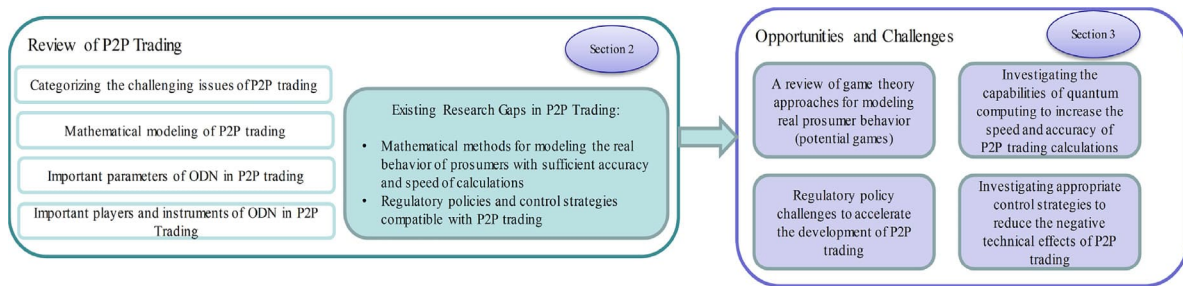 Review of P2P Trading
Section 2
Categorizing the challenging issues of P2P trading
Mathematical modeling of P2P trading
Important parameters of ODN in P2P trading
Important players and instruments of ODN in P2P
Trading
Existing Research Gaps in P2P Trading:
• Mathematical methods for modeling the real
behavior of prosumers with sufficient accuracy
and speed of calculations
• Regulatory policies and control strategies
compatible with P2P trading
Opportunities and Challenges
Section 3
A review of game theory
approaches for modeling
real prosumer behavior
(potential games)
Investigating the
capabilities of quantum
computing to increase the
speed and accuracy of
P2P trading calculations
Regulatory policy
challenges to accelerate
the development of P2P
trading
Investigating appropriate
control strategies to
reduce the negative
technical effects of P2P
trading